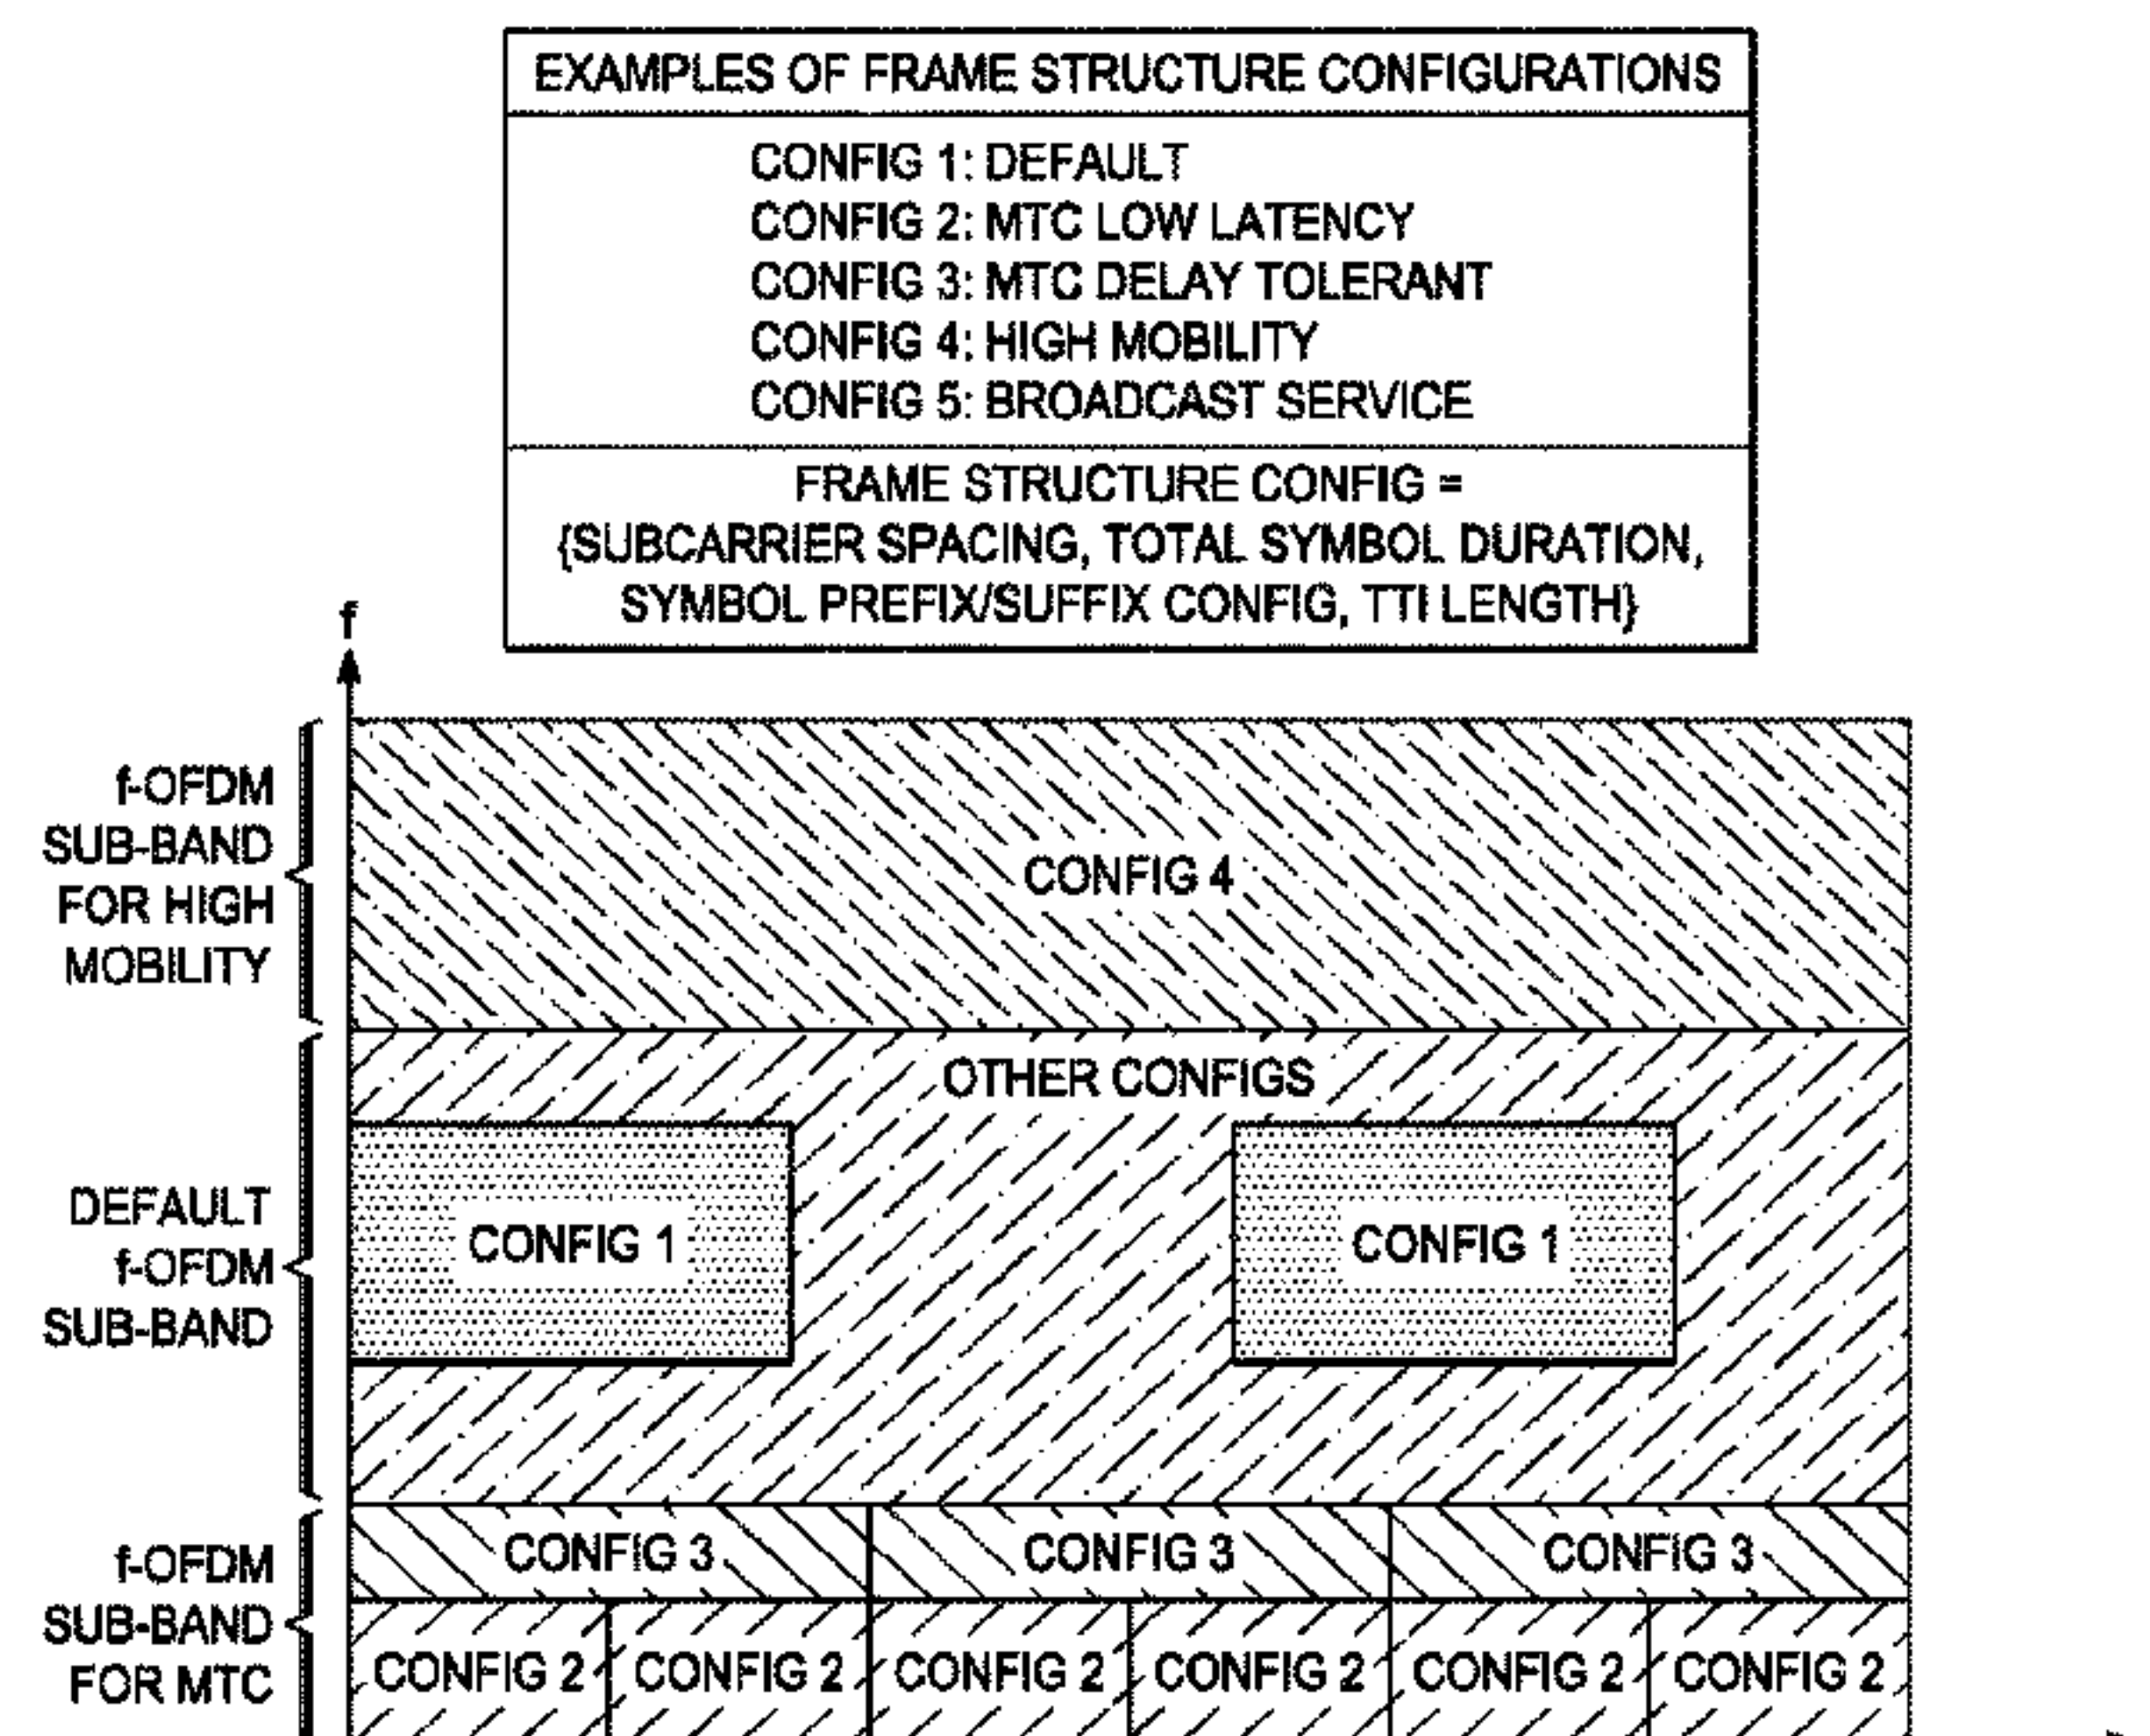 EXAMPLES OF FRAME STRUCTURE CONFIGURATIONS
CONFIG 1: DEFAULT
CONFIG 2: MTC LOW LATENCY
CONFIG 3: MTC DELAY TOLERANT
CONFIG 4: HIGH MOBILITY
CONFIG 5: BROADCAST SERVICE
FRAME STRUCTURE CONFIG =
{SUBCARRIER SPACING, TOTAL SYMBOL DURATION,
SYMBOL PREFIX/SUFFIX CONFIG, TTI LENGTH}
f
f-OFDM
SUB-BAND
FOR HIGH
MOBILITY
CONFIG 4
OTHER CONFIGS
DEFAULT
f-OFDM
SUB-BAND
CONFIG 1
CONFIG 1
f-OFDM
SUB-BAND
FOR MTC
CONFIG 3
CONFIG 3
CONFIG 3
CONFIG 2
CONFIG 2
CONFIG 2
CONFIG 2
CONFIG 2
CONFIG 2